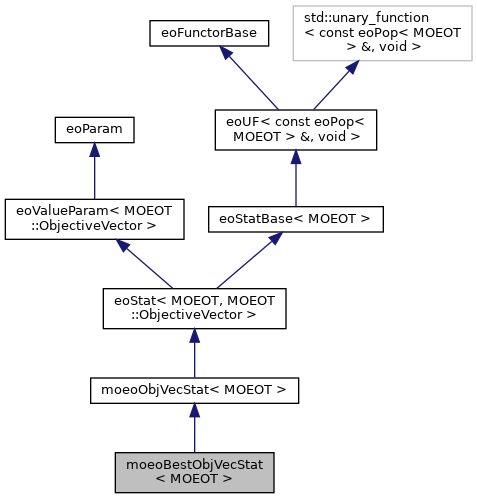 std::unary_function
< const eoPop< MOEOT
> &, void >
eoFunctorBase
eoUF< const eoPop<
MOEOT > &, void >
eoParam
eoValueParam< MOEOT
::ObjectiveVector >
eoStatBase< MOEOT >
eoStat< MOEOT, MOEOT
::ObjectiveVector >
moeoObjVecStat< MOEOT >
moeoBestObjVecStat
< MOEOT >